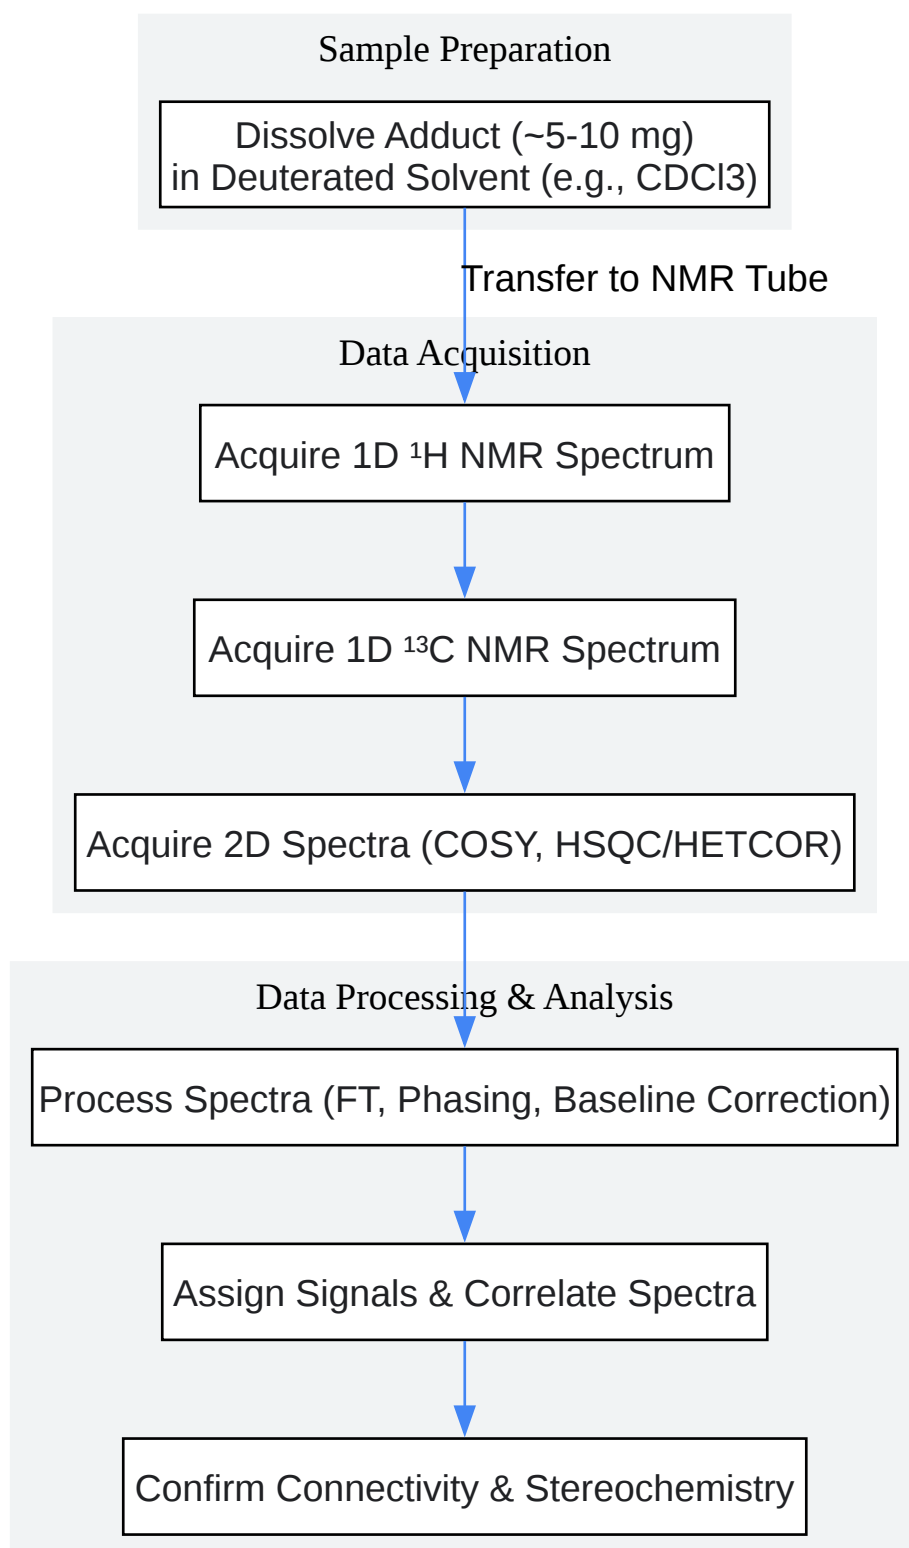 Sample Preparation
Dissolve Adduct (~5-10 mg)
in Deuterated Solvent (e.g., CDCl3)
Transfer to NMR Tube
Data Acquisition
Acquire 1D ¹H NMR Spectrum
Acquire 1D ¹³C NMR Spectrum
Acquire 2D Spectra (COSY, HSQC/HETCOR)
Data Processing & Analysis
Process Spectra (FT, Phasing, Baseline Correction)
Assign Signals & Correlate Spectra
Confirm Connectivity & Stereochemistry